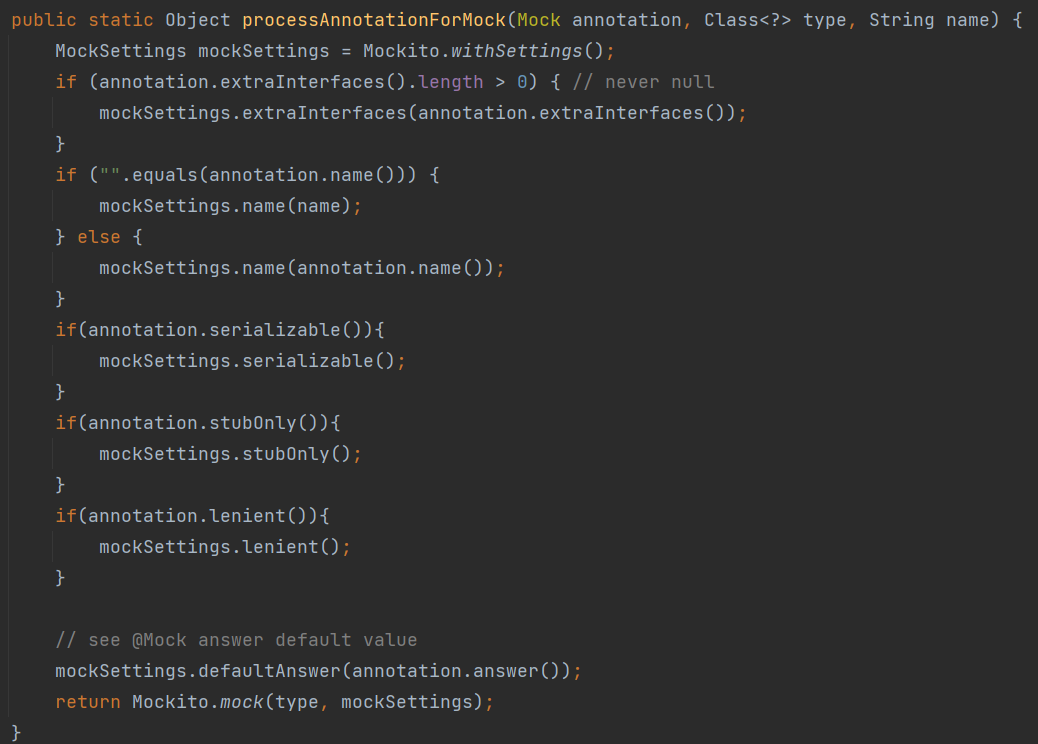 public static Object processAnnotationForMock(Mock annotation, Class<?> type, String name) {
    MockSettings mockSettings = Mockito.withSettings();
    if (annotation.extraInterfaces().length > 0) { // never null
        mockSettings.extraInterfaces(annotation.extraInterfaces());
    }
    if ("".equals(annotation.name())) {
        mockSettings.name(name);
    } else {
        mockSettings.name(annotation.name());
    }
    if(annotation.serializable()){
        mockSettings.serializable();
    }
    if(annotation.stubOnly()){
        mockSettings.stubOnly();
    }
    if(annotation.lenient()){
        mockSettings.lenient();
    }

    // see @Mock answer default value
    mockSettings.defaultAnswer(annotation.answer());
    return Mockito.mock(type, mockSettings);
}